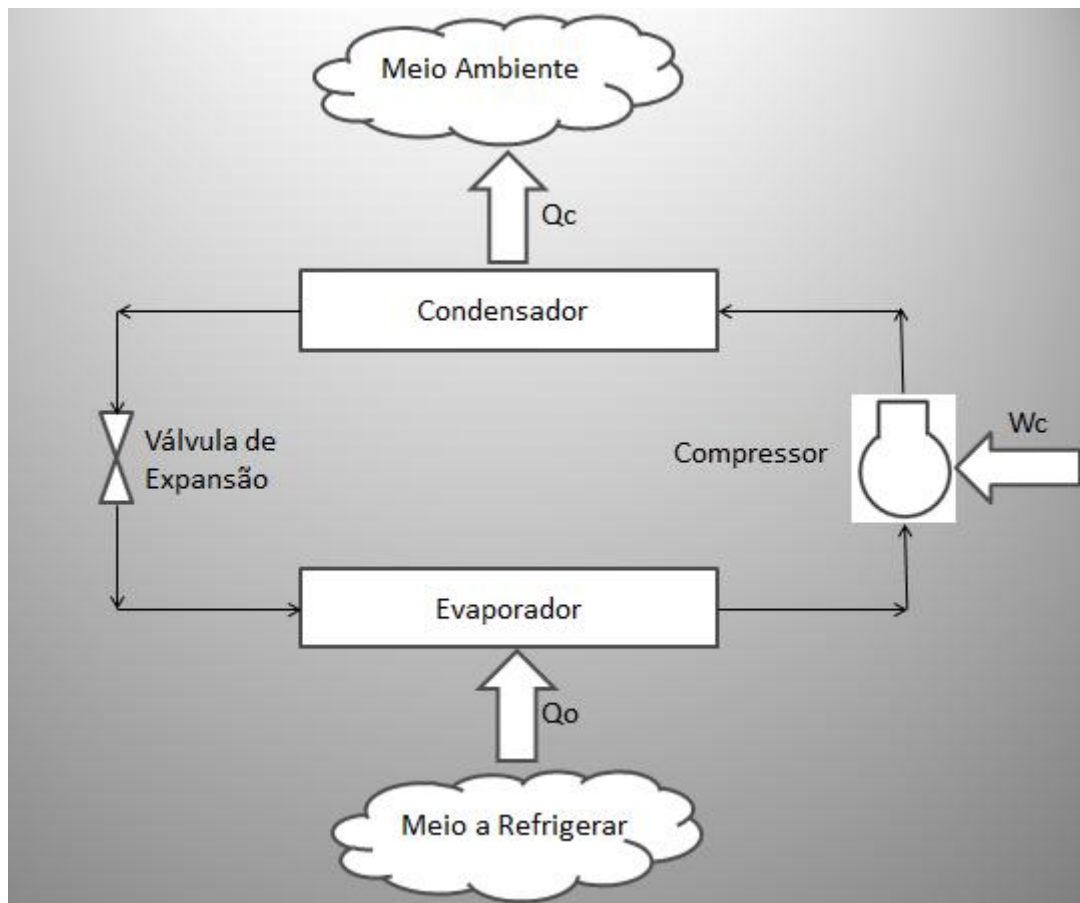 Meio Ambiente
Qc
Condensador
Válvula de
Expansão
Compressor
Wc
Evaporador
Qo
Meio a Refrigerar